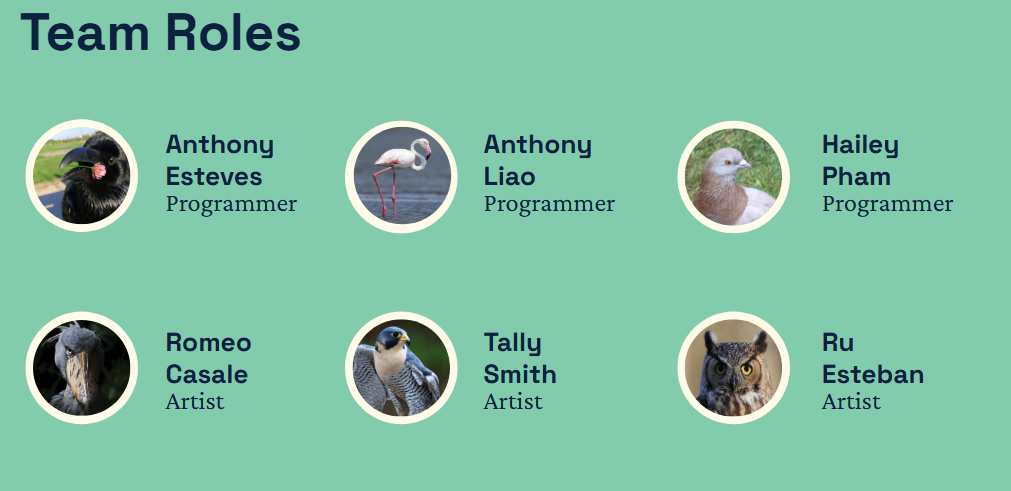 Team Roles
Anthony
Esteves
Programmer
Anthony
Liao
Programmer
Hailey
Pham
Programmer
Romeo
Casale
Artist
Tally
Smith
Artist
Ru
Esteban
Artist